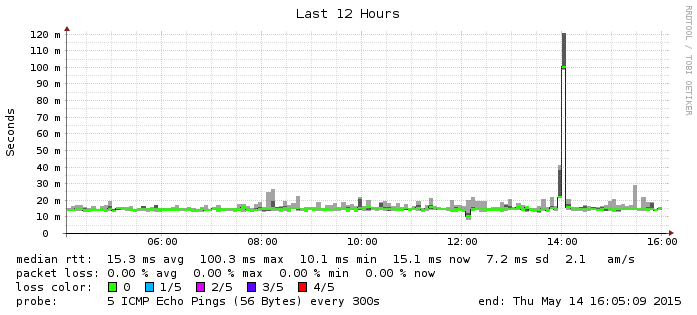 Last 12 Hours
RRDTOOL / TOBI OETIKER
Seconds
120 m
110 m
100 m
90 m
80 m
70 m
60 m
50 m
40 m
30 m
20 m
10 m
0
06:00 08:00 10:00 12:00 14:00 16:00
median rtt: 15.3 ms avg 100.3 ms max 10.1 ms min 15.1 ms now 7.2 ms sd 2.1 am/s
packet loss: 0.00 % avg 0.00 % max 0.00 % min 0.00 % now
loss color: 0 1/5 2/5 3/5 4/5
probe: 5 ICMP Echo Pings (56 Bytes) every 300s end: Thu May 14 16:05:09 2015